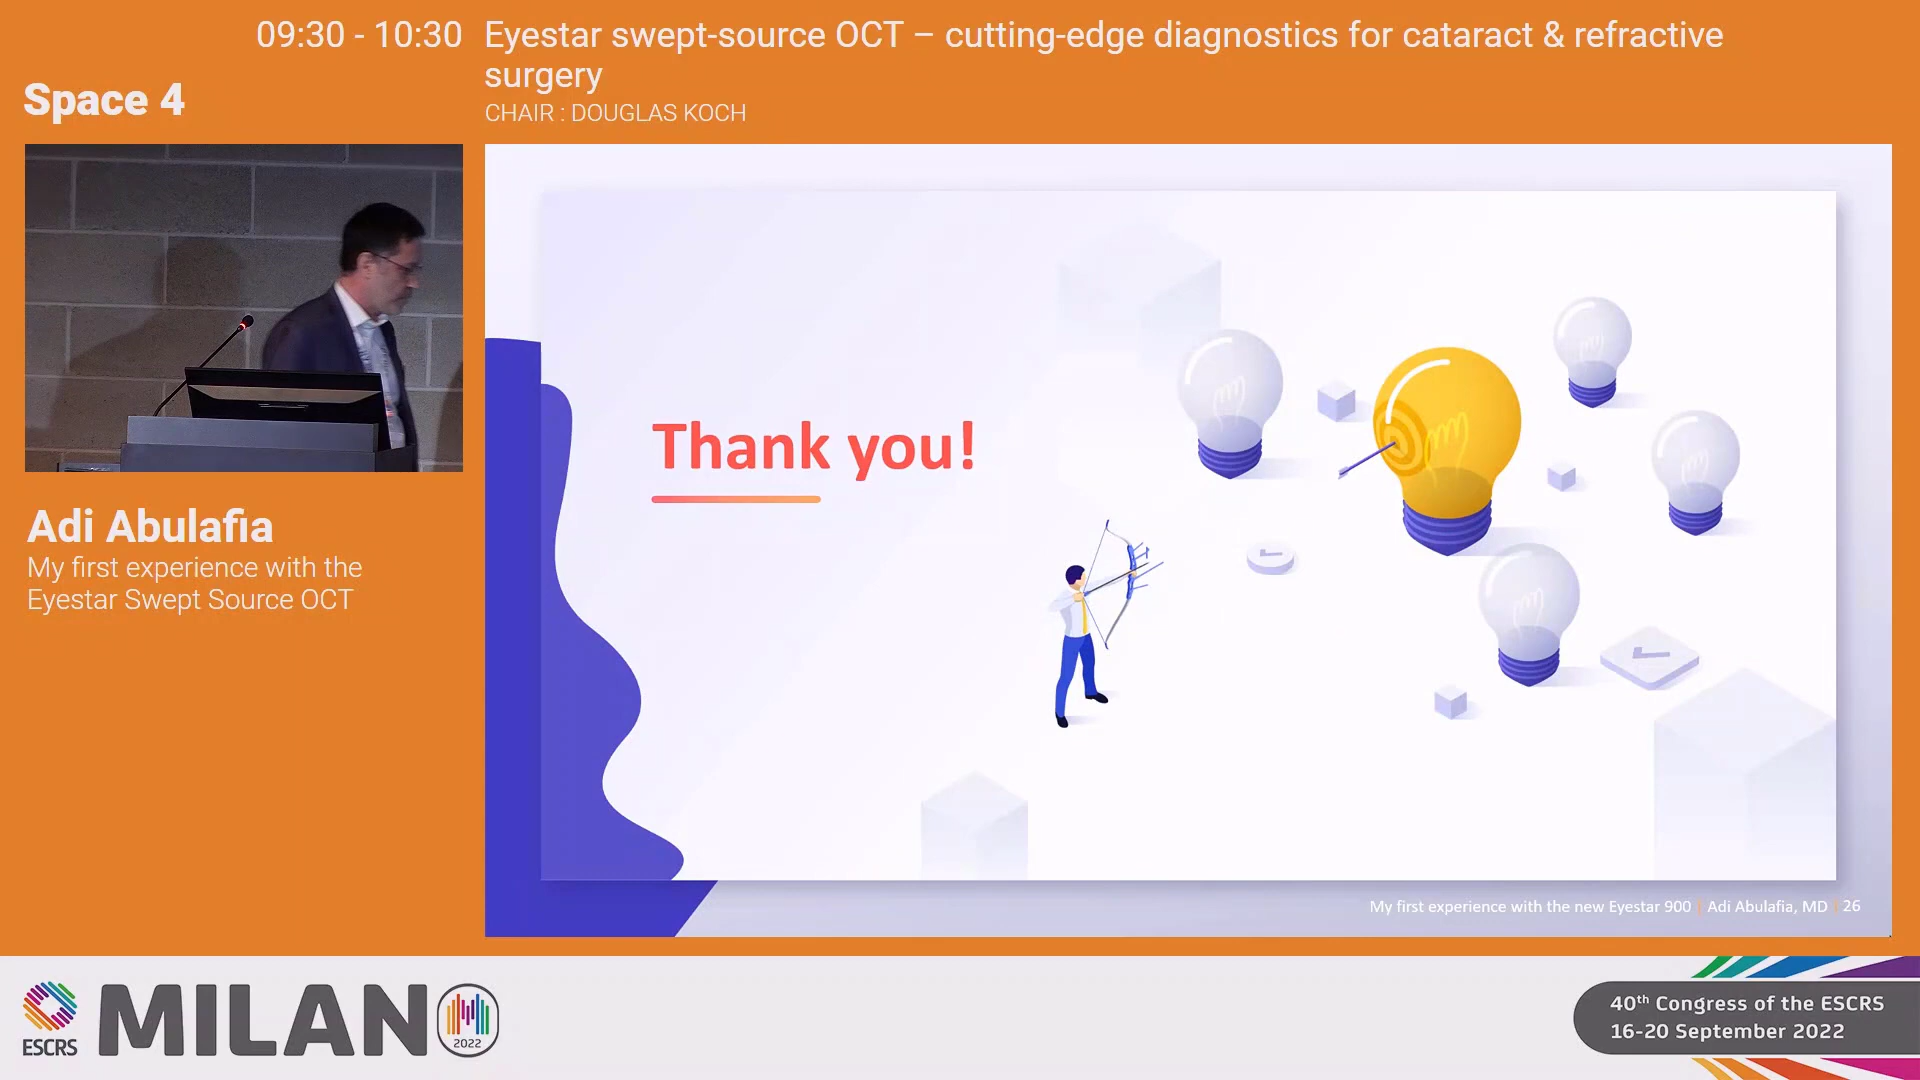 09:30 - 10:30
Eyestar swept-source OCT – cutting-edge diagnostics for cataract & refractive
surgery
CHAIR : DOUGLAS KOCH
Space 4
Adi Abulafia
My first experience with the
Eyestar Swept Source OCT
Thank you!
My first experience with the new Eyestar 900 | Adi Abulafia, MD | 26
ESCRS
MILANO
2022
40th Congress of the ESCRS
16-20 September 2022